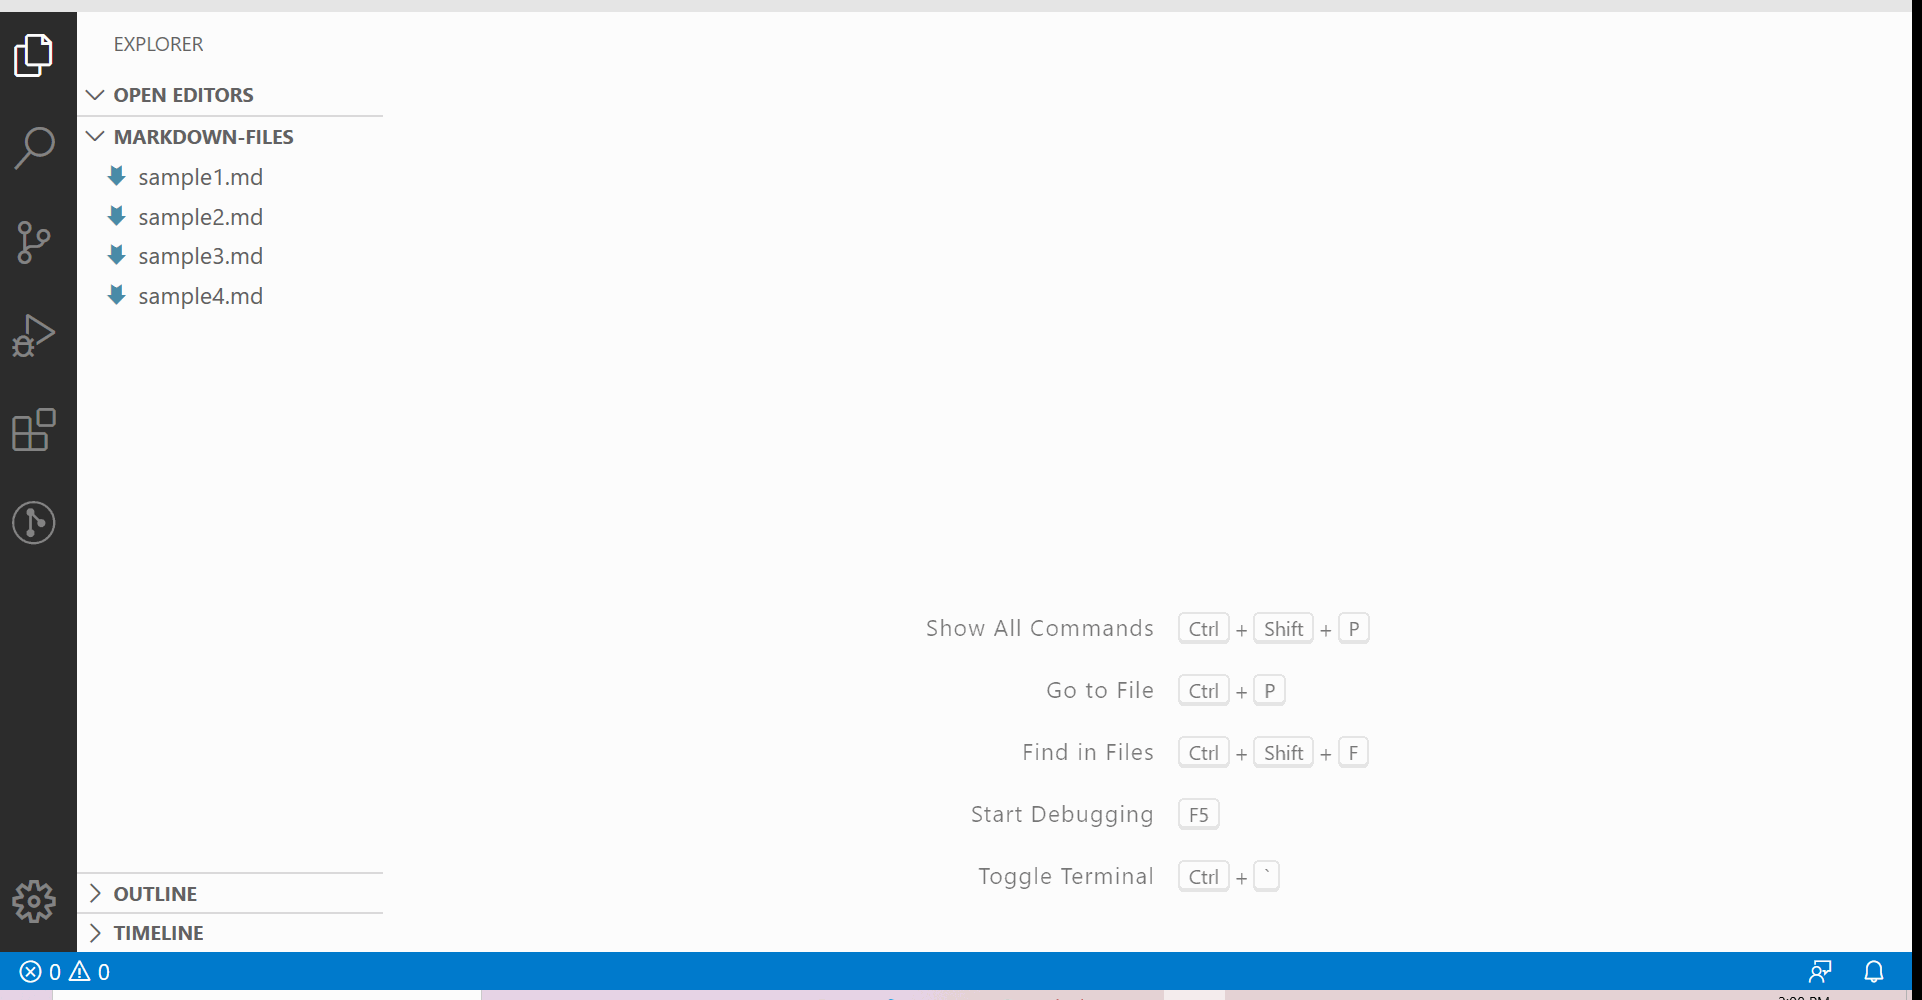 EXPLORER
OPEN EDITORS
MARKDOWN-FILES
sample1.md
sample2.md
sample3.md
sample4.md
Show All Commands Ctrl + Shift + P
Go to File Ctrl + P
Find in Files Ctrl + Shift + F
Start Debugging F5
Toggle Terminal Ctrl + `
OUTLINE
TIMELINE
0 0